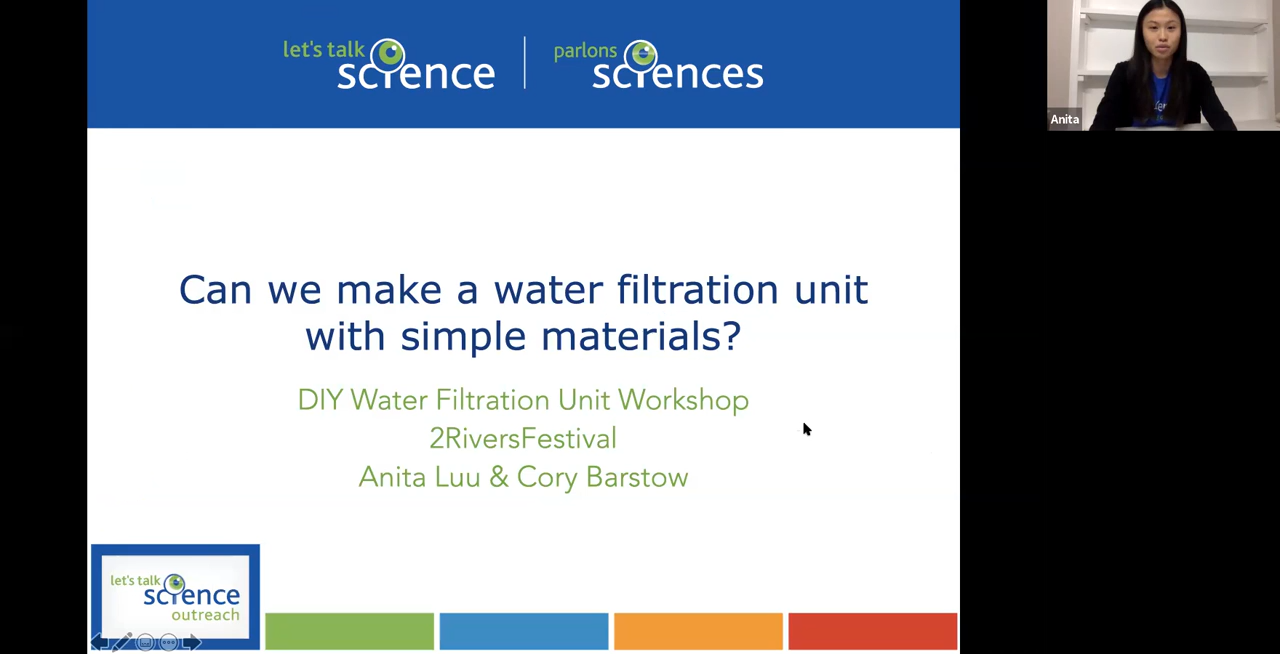 let's talk
science
parlons
sciences
Anita
Can we make a water filtration unit
with simple materials?
DIY Water Filtration Unit Workshop
2RiversFestival
Anita Luu & Cory Barstow
let's talk
science
outreach